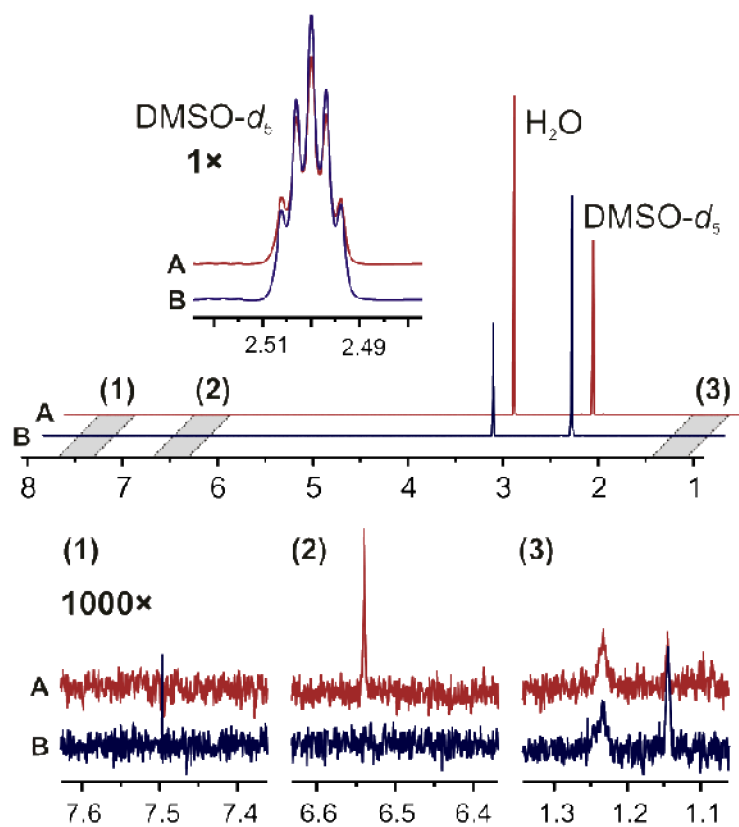 DMSO-d₅
1×
H₂O
DMSO-d₅
A
B
2.51 2.49
(1) (2) (3)
A
B
8 7 6 5 4 3 2 1
(1) (2) (3)
1000×
A
B
7.6 7.5 7.4 6.6 6.5 6.4 1.3 1.2 1.1